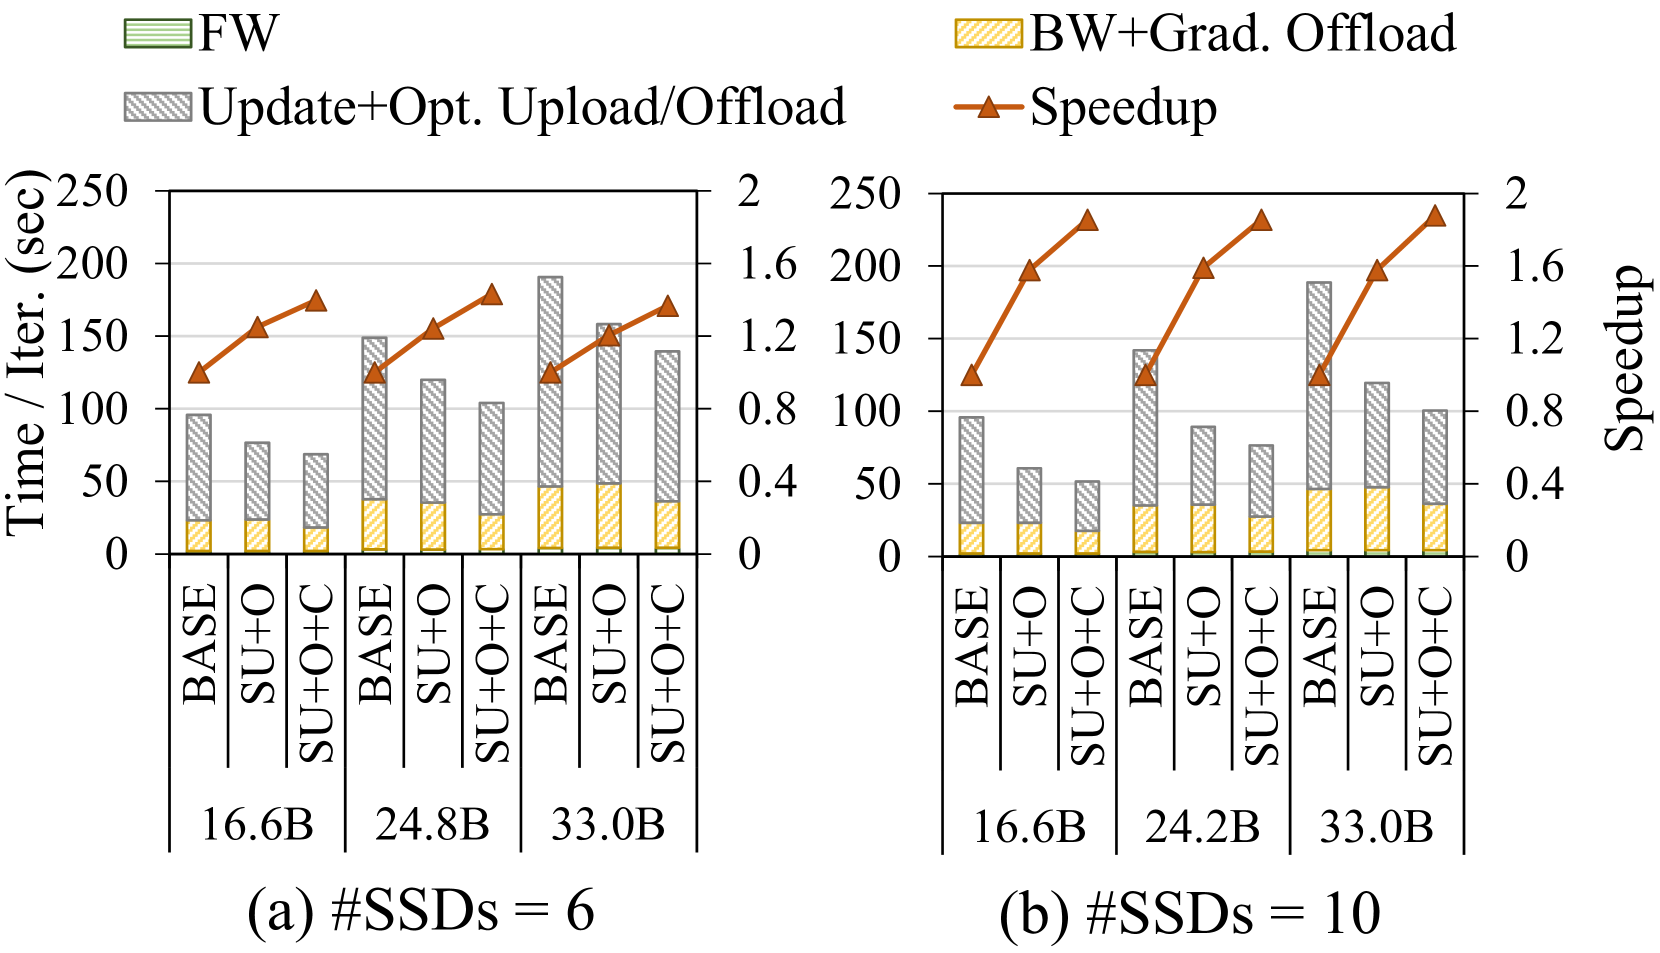 FW
BW+Grad. Offload
Update+Opt. Upload/Offload
Speedup
Time / Iter. (sec)
250
200
150
100
50
0
2
1.6
1.2
0.8
0.4
0
BASE
SU+O
SU+O+C
BASE
SU+O
SU+O+C
BASE
SU+O
SU+O+C
16.6B
24.8B
33.0B
(a) #SSDs = 6
250
200
150
100
50
0
2
1.6
1.2
0.8
0.4
0
Speedup
BASE
SU+O
SU+O+C
BASE
SU+O
SU+O+C
BASE
SU+O
SU+O+C
16.6B
24.2B
33.0B
(b) #SSDs = 10